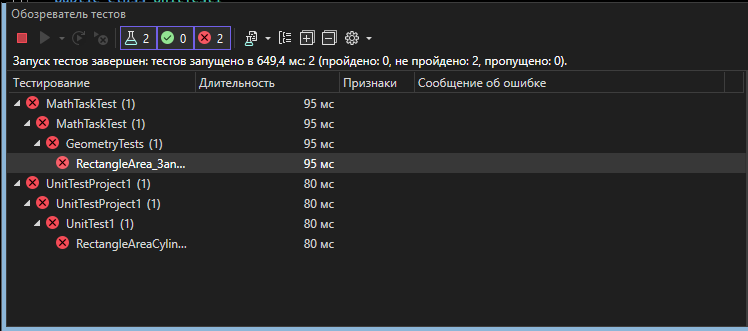 Обозреватель тестов
2 0 2
Запуск тестов завершен: тестов запущено в 649,4 мс: 2 (пройдено: 0, не пройдено: 2, пропущено: 0).
Тестирование Длительность Признаки Сообщение об ошибке
MathTaskTest (1) 95 мс
MathTaskTest (1) 95 мс
GeometryTests (1) 95 мс
RectangleArea_3an... 95 мс
UnitTestProject1 (1) 80 мс
UnitTestProject1 (1) 80 мс
UnitTest1 (1) 80 мс
RectangleAreaCylin... 80 мс